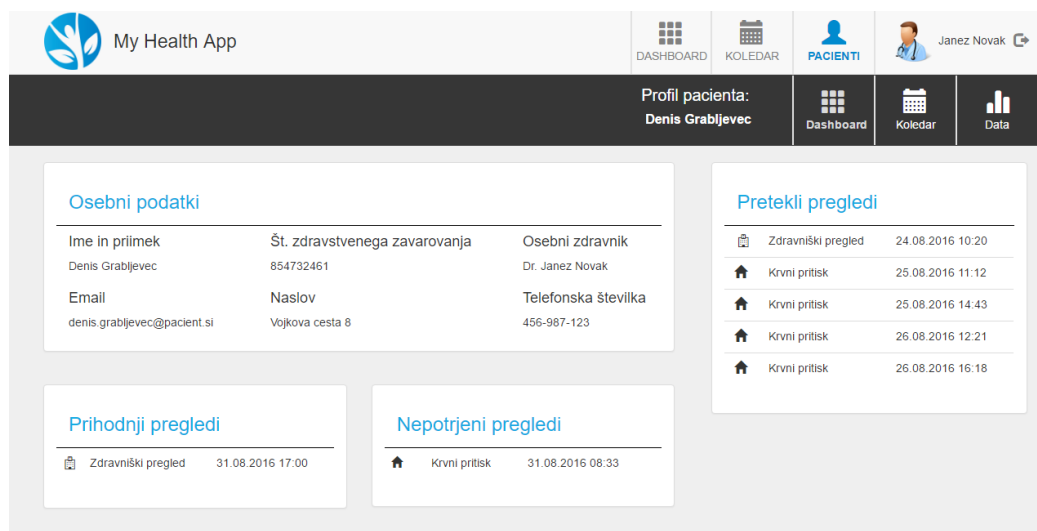 My Health App
DASHBOARD
KOLEDAR
PACIENTI
Janez Novak
Profil pacienta:
Denis Grabljevec
Dashboard
Koledar
Data
Osebni podatki
Ime in priimek Št. zdravstvenega zavarovanja Osebni zdravnik
Denis Grabljevec 854732461 Dr. Janez Novak
Email Naslov Telefonska številka
denis.grabljevec@pacient.si Vojkova cesta 8 456-987-123
Pretekli pregledi
Zdravniški pregled 24.08.2016 10:20
Krvni pritisk 25.08.2016 11:12
Krvni pritisk 25.08.2016 14:43
Krvni pritisk 26.08.2016 12:21
Krvni pritisk 26.08.2016 16:18
Prihodnji pregledi
Zdravniški pregled 31.08.2016 17:00
Nepotrjeni pregledi
Krvni pritisk 31.08.2016 08:33